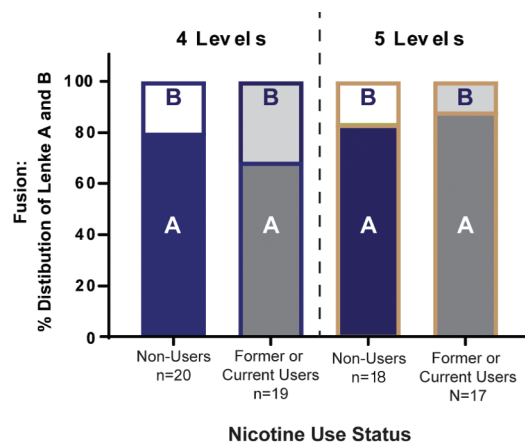 4 Levels
5 Levels
Fusion:
% Distibution of Lenke A and B
100
80
60
40
20
0
B
B
B
B
A
A
A
A
Non-Users
n=20
Former or
Current Users
n=19
Non-Users
n=18
Former or
Current Users
N=17
Nicotine Use Status